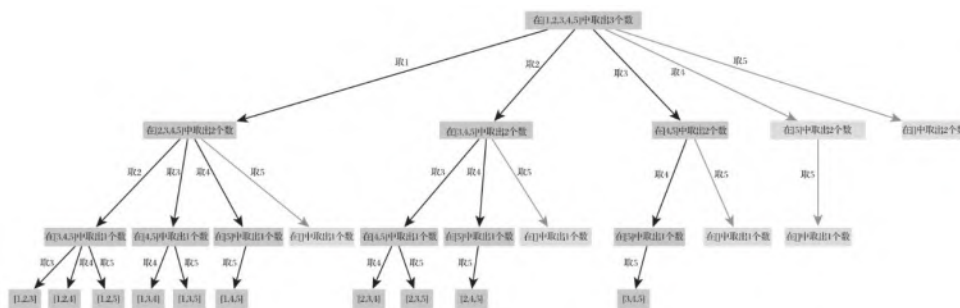 在[1,2,3,4,5]中取出3个数
取1
取2
取3
取4
取5
在[2,3,4,5]中取出2个数
在[3,4,5]中取出2个数
在[4,5]中取出2个数
在[5]中取出2个数
在[]中取出2个数
取2
取3
取4
取5
取3
取4
取5
取4
取5
取5
在[3,4,5]中取出1个数
在[4,5]中取出1个数
在[5]中取出1个数
在[]中取出1个数
在[4,5]中取出1个数
在[5]中取出1个数
在[]中取出1个数
在[5]中取出1个数
在[]中取出1个数
在[]中取出1个数
取3
取4
取5
取4
取5
取5
取4
取5
取5
取5
[1,2,3]
[1,2,4]
[1,2,5]
[1,3,4]
[1,3,5]
[1,4,5]
[2,3,4]
[2,3,5]
[2,4,5]
[3,4,5]